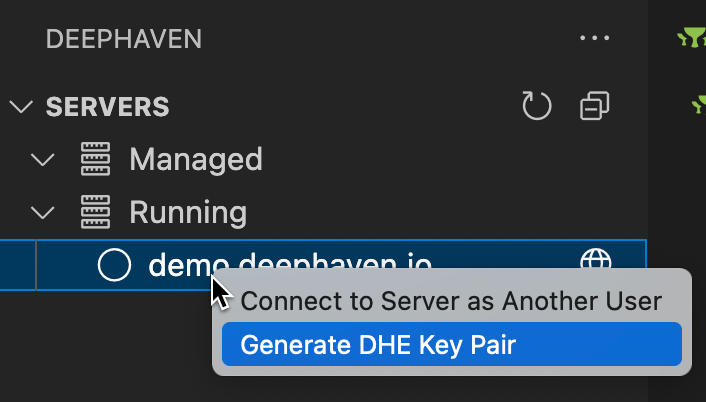 DEEPHAVEN
SERVERS
Managed
Running
demo.deephaven.io
Connect to Server as Another User
Generate DHE Key Pair